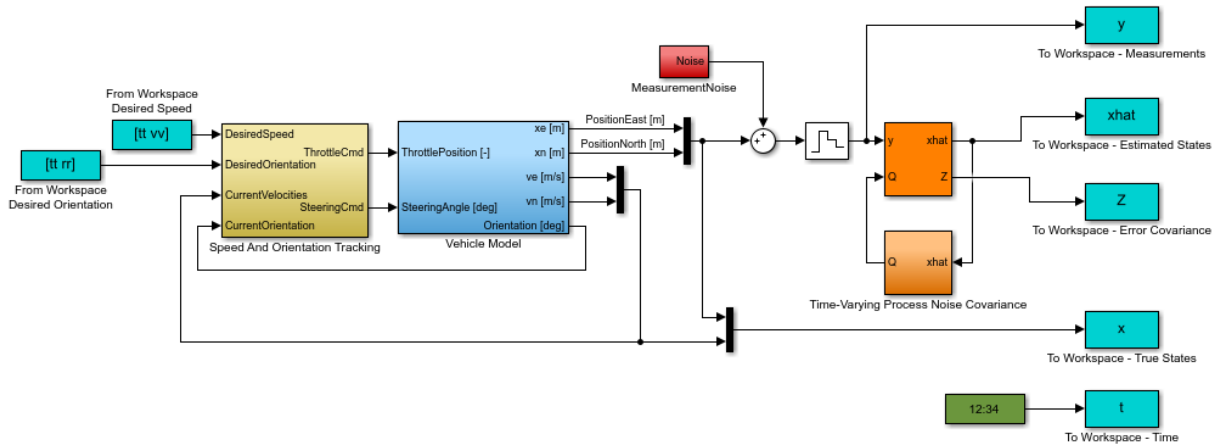 y
To Workspace - Measurements
Noise
MeasurementNoise
From Workspace
Desired Speed
[tt vv]
[tt rr]
From Workspace
Desired Orientation
DesiredSpeed
ThrottleCmd
DesiredOrientation
CurrentVelocities
SteeringCmd
CurrentOrientation
Speed And Orientation Tracking
xe [m]
ThrottlePosition [-]
xn [m]
ve [m/s]
SteeringAngle [deg]
vn [m/s]
Orientation [deg]
Vehicle Model
PositionEast [m]
PositionNorth [m]
+
+
y
xhat
Q
Z
xhat
To Workspace - Estimated States
Z
To Workspace - Error Covariance
Q
xhat
Time-Varying Process Noise Covariance
x
To Workspace - True States
12:34
t
To Workspace - Time